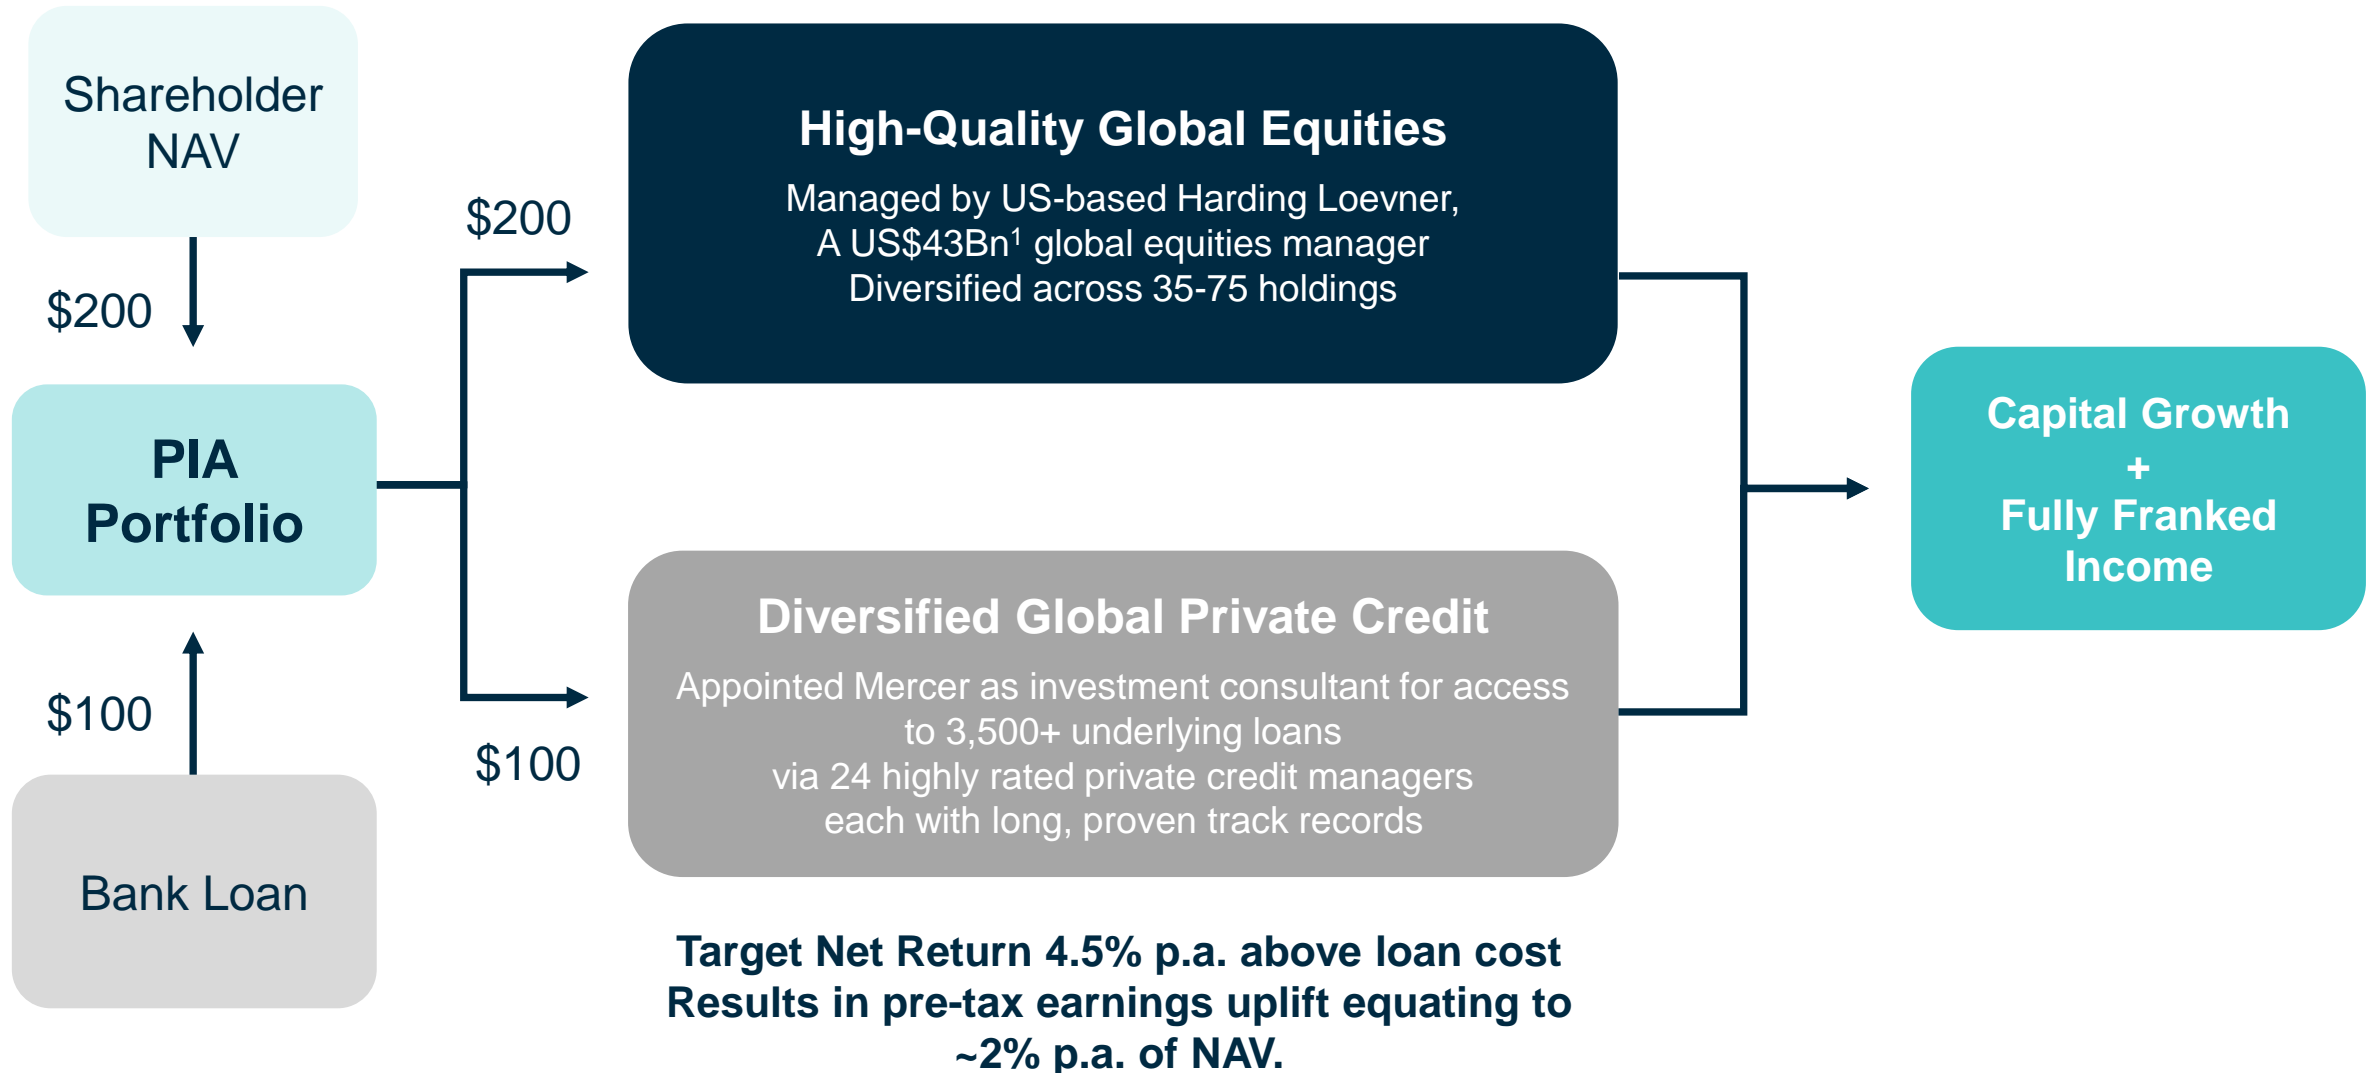 Shareholder
NAV
$200
PIA
Portfolio
$100
Bank Loan
$200
$100
High-Quality Global Equities
Managed by US-based Harding Loevner,
A US$43Bn¹ global equities manager
Diversified across 35-75 holdings
Diversified Global Private Credit
Appointed Mercer as investment consultant for access
to 3,500+ underlying loans
via 24 highly rated private credit managers
each with long, proven track records
Target Net Return 4.5% p.a. above loan cost
Results in pre-tax earnings uplift equating to
~2% p.a. of NAV.
Capital Growth
+
Fully Franked
Income